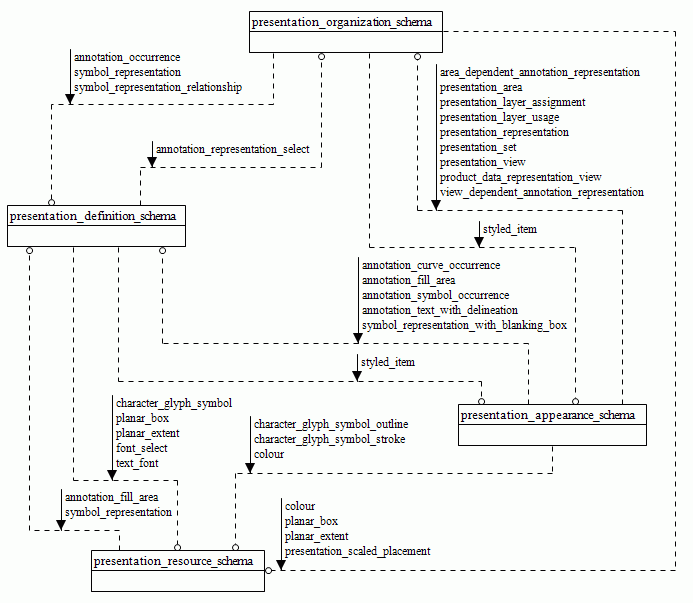 presentation_organization_schema
annotation_occurrence
symbol_representation
symbol_representation_relationship
area_dependent_annotation_representation
presentation_area
presentation_layer_assignment
presentation_layer_usage
presentation_representation
presentation_set
presentation_view
product_data_representation_view
view_dependent_annotation_representation
annotation_representation_select
presentation_definition_schema
styled_item
annotation_curve_occurrence
annotation_fill_area
annotation_symbol_occurrence
annotation_text_with_delineation
symbol_representation_with_blanking_box
styled_item
presentation_appearance_schema
character_glyph_symbol
planar_box
planar_extent
font_select
text_font
character_glyph_symbol_outline
character_glyph_symbol_stroke
colour
annotation_fill_area
symbol_representation
colour
planar_box
planar_extent
presentation_scaled_placement
presentation_resource_schema